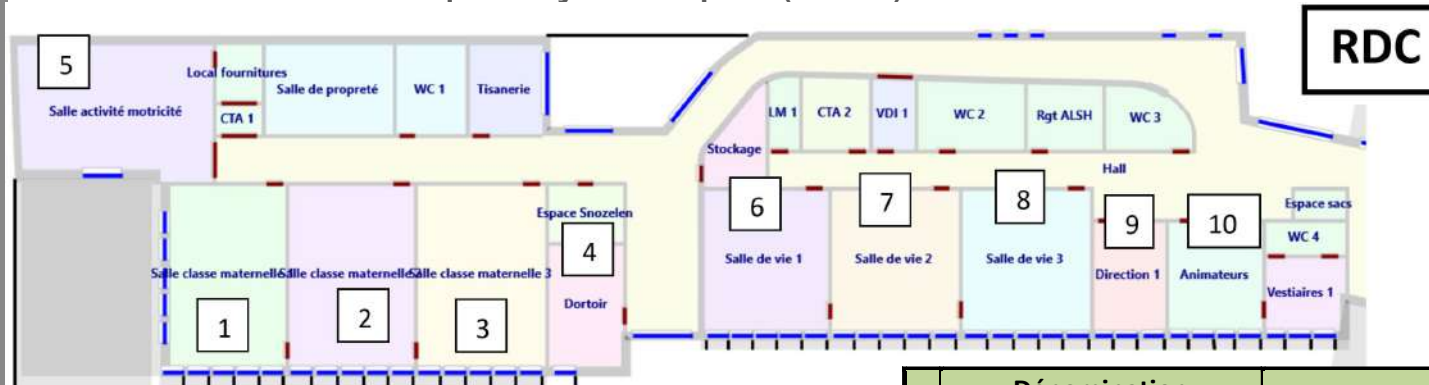 RDC
5
Local fournitures
Salle de propreté
WC 1
Tisanerie
Salle activité motricité
CTA 1
LM 1
CTA 2
VDI 1
WC 2
Rgt ALSH
WC 3
Stockage
Hall
6
7
8
9
10
Espace Snozelen
4
Espace sacs
WC 4
Salle classe maternelle 1
Salle classe maternelle 2
Salle classe maternelle 3
Salle de vie 1
Salle de vie 2
Salle de vie 3
Direction 1
Animateurs
Vestiaires 1
Dortoir
1
2
3